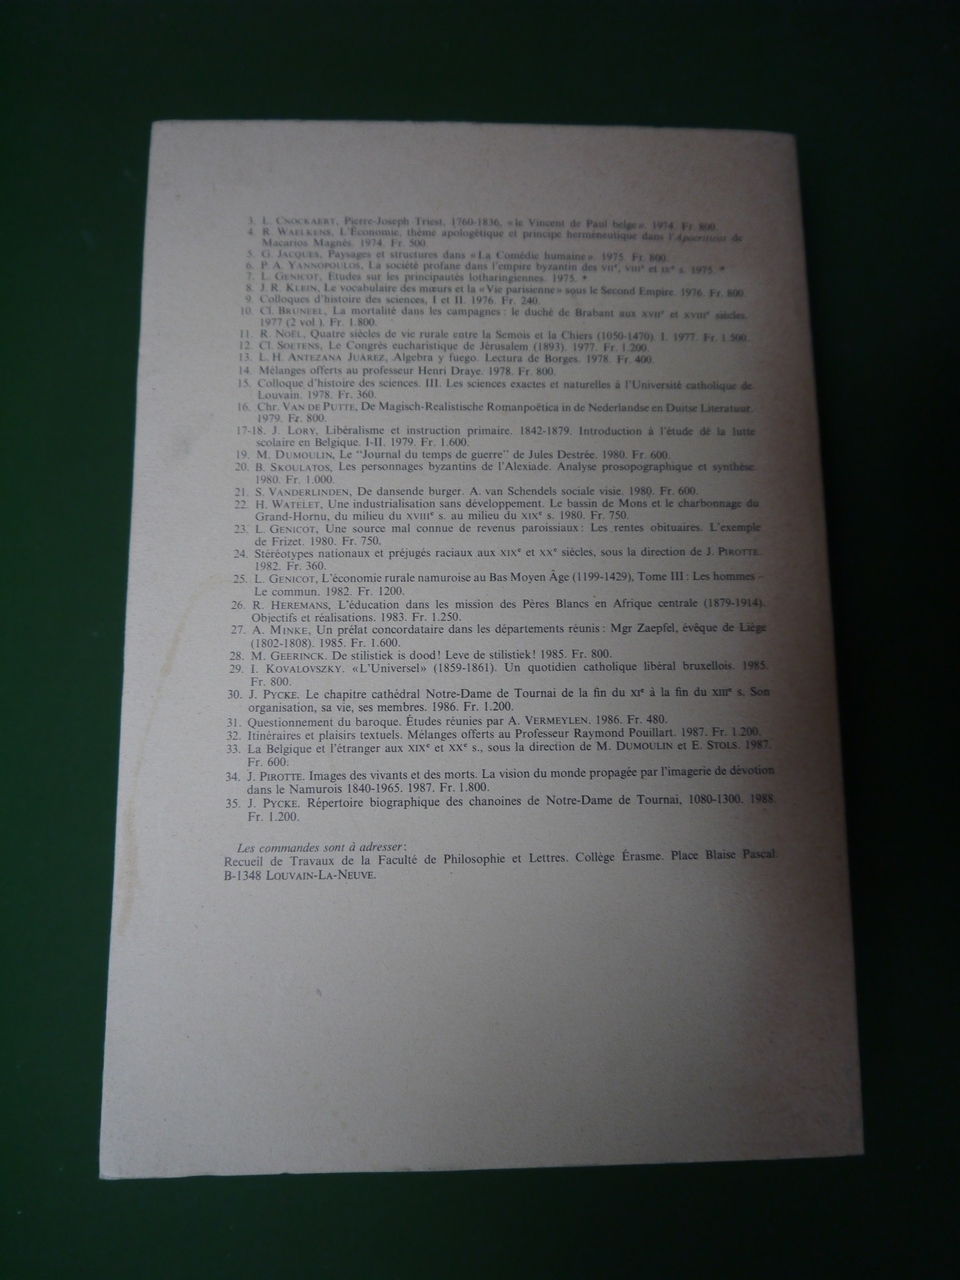 3. L. CNOCKAERT, Pierre-Joseph Triest, 1760-1836, «le Vincent de Paul belge». 1974. Fr. 800.
4. R. WAELKENS, L'Économie, thème apologétique et principe herméneutique dans l'Apocriticos de
Macarios Magnès. 1974. Fr. 500.
5. G. JACQUES, Paysages et structures dans «La Comédie humaine». 1975. Fr. 800.
6. P. A. YANNOPOULOS, La société profane dans l'empire byzantin des VIIe, VIIIe et IXe s. 1975. *
7. L. GENICOT, Études sur les principautés lotharingiennes. 1975. *
8. J. R. KLEIN, Le vocabulaire des mœurs et la «Vie parisienne» sous le Second Empire. 1976. Fr. 800
9. Colloques d'histoire des sciences, I et II. 1976. Fr. 240.
10. Cl. BRUNEEL, La mortalité dans les campagnes : le duché de Brabant aux XVIIe et XVIIIe siècles.
1977 (2 vol.). Fr. 1.800.
11. R. NOËL, Quatre siècles de vie rurale entre la Semois et la Chiers (1050-1470). I. 1977. Fr. 1.500.
12. Cl. SOETENS, Le Congrès eucharistique de Jérusalem (1893). 1977. Fr. 1.200.
13. L. H. ANTEZANA JUAREZ, Algebra y fuego. Lectura de Borges. 1978. Fr. 400.
14. Mélanges offerts au professeur Henri Draye. 1978. Fr. 800.
15. Colloque d'histoire des sciences. III. Les sciences exactes et naturelles à l'Université catholique de
Louvain. 1978. Fr. 360.
16. Chr. VAN DE PUTTE, De Magisch-Realistische Romanpoëtica in de Nederlandse en Duitse Literatuur.
1979. Fr. 800.
17-18. J. LORY, Libéralisme et instruction primaire. 1842-1879. Introduction à l'étude de la lutte
scolaire en Belgique. I-II. 1979. Fr. 1.600.
19. M. DUMOULIN, Le "Journal du temps de guerre" de Jules Destrée. 1980. Fr. 600.
20. B. SKOULATOS, Les personnages byzantins de l'Alexiade. Analyse prosopographique et synthèse.
1980. Fr. 1.000.
21. S. VANDERLINDEN, De dansende burger. A. van Schendels sociale visie. 1980. Fr. 600.
22. H. WATELET, Une industrialisation sans développement. Le bassin de Mons et le charbonnage du
Grand-Hornu, du milieu du XVIIIe s. au milieu du XIXe s. 1980. Fr. 750.
23. L. GENICOT, Une source mal connue de revenus paroissiaux: Les rentes obituaires. L'exemple
de Frizet. 1980. Fr. 750.
24. Stéréotypes nationaux et préjugés raciaux aux XIXe et XXe siècles, sous la direction de J. PIROTTE.
1982. Fr. 360.
25. L. GENICOT, L'économie rurale namuroise au Bas Moyen Âge (1199-1429), Tome III: Les hommes –
Le commun. 1982. Fr. 1200.
26. R. HEREMANS, L'éducation dans les mission des Pères Blancs en Afrique centrale (1879-1914).
Objectifs et réalisations. 1983. Fr. 1.250.
27. A. MINKE, Un prélat concordataire dans les départements réunis: Mgr Zaepfel, évêque de Liège
(1802-1808). 1985. Fr. 1.600.
28. M. GEERINCK. De stilistiek is dood! Leve de stilistiek! 1985. Fr. 800.
29. I. KOVALOVSZKY. «L'Universel» (1859-1861). Un quotidien catholique libéral bruxellois. 1985.
Fr. 800.
30. J. PYCKE. Le chapitre cathédral Notre-Dame de Tournai de la fin du XIe à la fin du XIIIe s. Son
organisation, sa vie, ses membres. 1986. Fr. 1.200.
31. Questionnement du baroque. Études réunies par A. VERMEYLEN. 1986. Fr. 480.
32. Itinéraires et plaisirs textuels. Mélanges offerts au Professeur Raymond Pouillart. 1987. Fr. 1.200.
33. La Belgique et l'étranger aux XIXe et XXe s., sous la direction de M. DUMOULIN et E. STOLS. 1987.
Fr. 600.
34. J. PIROTTE. Images des vivants et des morts. La vision du monde propagée par l'imagerie de dévotion
dans le Namurois 1840-1965. 1987. Fr. 1.800.
35. J. PYCKE. Répertoire biographique des chanoines de Notre-Dame de Tournai, 1080-1300. 1988.
Fr. 1.200.
Les commandes sont à adresser:
Recueil de Travaux de la Faculté de Philosophie et Lettres. Collège Érasme. Place Blaise Pascal
B-1348 LOUVAIN-LA-NEUVE.